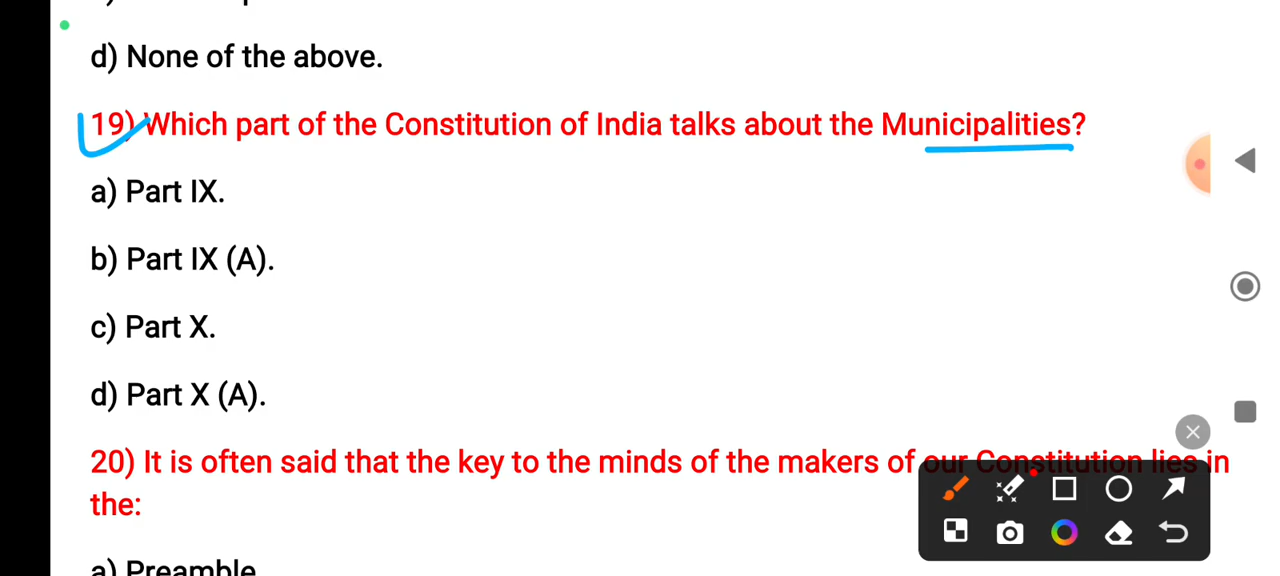 d) None of the above.
19) Which part of the Constitution of India talks about the Municipalities?
a) Part IX.
b) Part IX (A).
c) Part X.
d) Part X (A).
20) It is often said that the key to the minds of the makers of our Constitution lies in
the:
a) Preamble